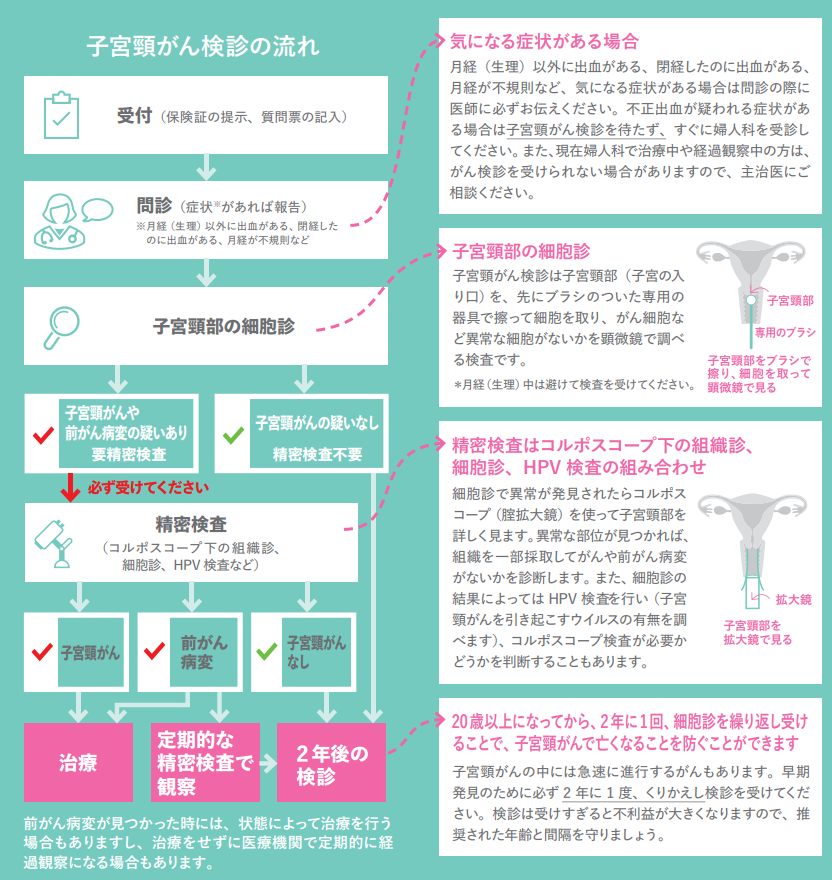 子宮頸がん検診の流れ
受付（保険証の提示、質問票の記入）
問診（症状※があれば報告）
※月経（生理）以外に出血がある、閉経した
のに出血がある、月経が不規則など
子宮頸部の細胞診
子宮頸がんや
前がん病変の疑いあり
要精密検査
子宮頸がんの疑いなし
精密検査不要
必ず受けてください
精密検査
（コルポスコープ下の組織診、
細胞診、HPV 検査など）
子宮頸がん
前がん
病変
子宮頸がん
なし
治療
定期的な
精密検査で
観察
2年後の
検診
前がん病変が見つかった時には、状態によって治療を行う
場合もありますし、治療をせずに医療機関で定期的に経
過観察になる場合もあります。
気になる症状がある場合
月経（生理）以外に出血がある、閉経したのに出血がある、
月経が不規則など、気になる症状がある場合は問診の際に
医師に必ずお伝えください。不正出血が疑われる症状があ
る場合は子宮頸がん検診を待たず、すぐに婦人科を受診し
てください。また、現在婦人科で治療中や経過観察中の方は、
がん検診を受けられない場合がありますので、主治医にご
相談ください。
子宮頸部の細胞診
子宮頸がん検診は子宮頸部（子宮の入
り口）を、先にブラシのついた専用の
器具で擦って細胞を取り、がん細胞な
ど異常な細胞がないかを顕微鏡で調べ
る検査です。
＊月経（生理）中は避けて検査を受けてください。
子宮頸部
専用のブラシ
子宮頸部をブラシで
擦り、細胞を取って
顕微鏡で見る
精密検査はコルポスコープ下の組織診、
細胞診、HPV 検査の組み合わせ
細胞診で異常が発見されたらコルポス
コープ（腟拡大鏡）を使って子宮頸部を
詳しく見ます。異常な部位が見つかれば、
組織を一部採取してがんや前がん病変
がないかを診断します。また、細胞診の
結果によっては HPV 検査を行い（子宮
頸がんを引き起こすウイルスの有無を調
べます）、コルポスコープ検査が必要か
どうかを判断することもあります。
拡大鏡
子宮頸部を
拡大鏡で見る
20歳以上になってから、2年に1回、細胞診を繰り返し受け
ることで、子宮頸がんで亡くなることを防ぐことができます
子宮頸がんの中には急速に進行するがんもあります。早期
発見のために必ず 2 年に 1 度、くりかえし検診を受けてくだ
さい。検診は受けすぎると不利益が大きくなりますので、推
奨された年齢と間隔を守りましょう。